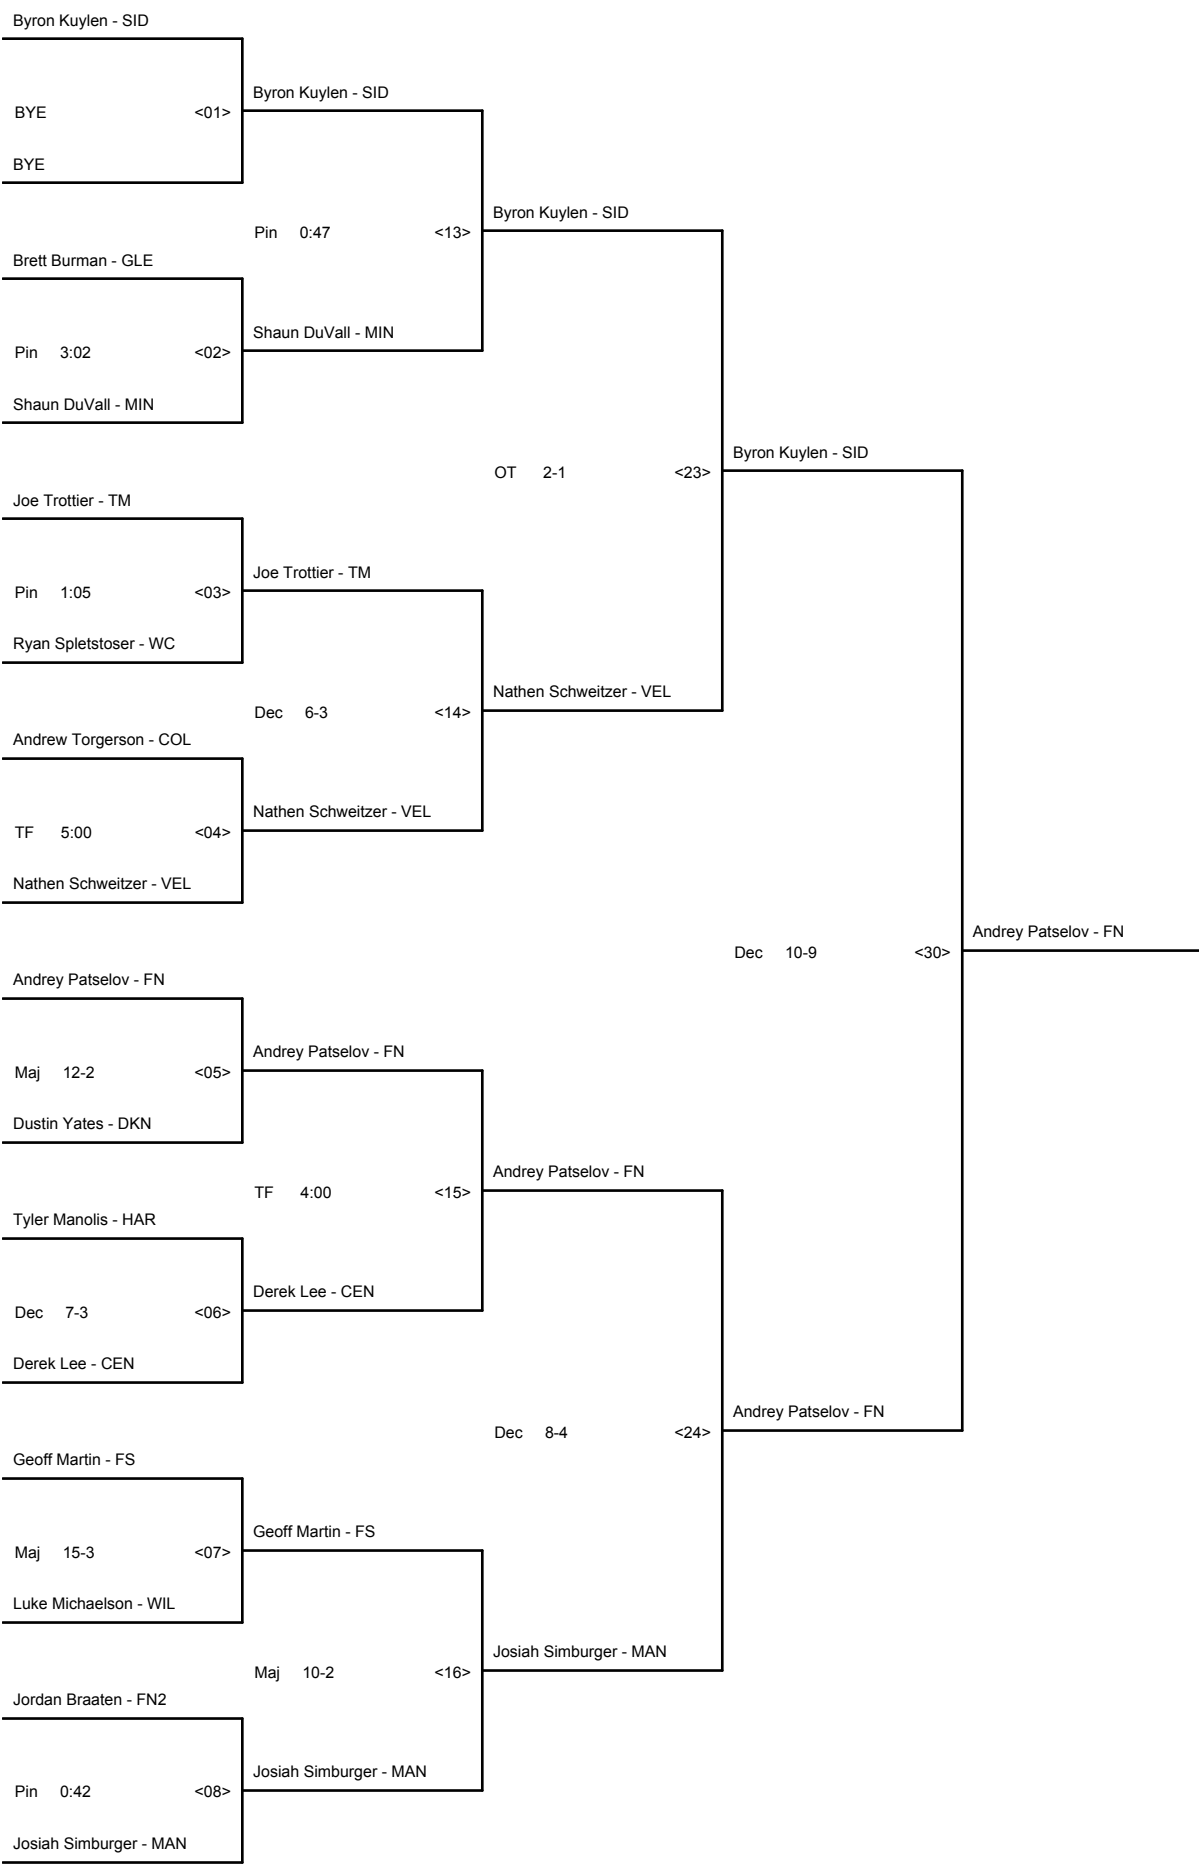 Byron Kuylen - SID
Byron Kuylen - SID
BYE <01>
BYE
Byron Kuylen - SID
Pin 0:47 <13>
Brett Burman - GLE
Shaun DuVall - MIN
Pin 3:02 <02>
Shaun DuVall - MIN
Byron Kuylen - SID
OT 2-1 <23>
Joe Trottier - TM
Joe Trottier - TM
Pin 1:05 <03>
Ryan Spletstoser - WC
Nathen Schweitzer - VEL
Dec 6-3 <14>
Andrew Torgerson - COL
Nathen Schweitzer - VEL
TF 5:00 <04>
Nathen Schweitzer - VEL
Andrey Patselov - FN
Dec 10-9 <30>
Andrey Patselov - FN
Andrey Patselov - FN
Maj 12-2 <05>
Dustin Yates - DKN
Andrey Patselov - FN
TF 4:00 <15>
Tyler Manolis - HAR
Derek Lee - CEN
Dec 7-3 <06>
Derek Lee - CEN
Andrey Patselov - FN
Dec 8-4 <24>
Geoff Martin - FS
Geoff Martin - FS
Maj 15-3 <07>
Luke Michaelson - WIL
Josiah Simburger - MAN
Maj 10-2 <16>
Jordan Braaten - FN2
Josiah Simburger - MAN
Pin 0:42 <08>
Josiah Simburger - MAN